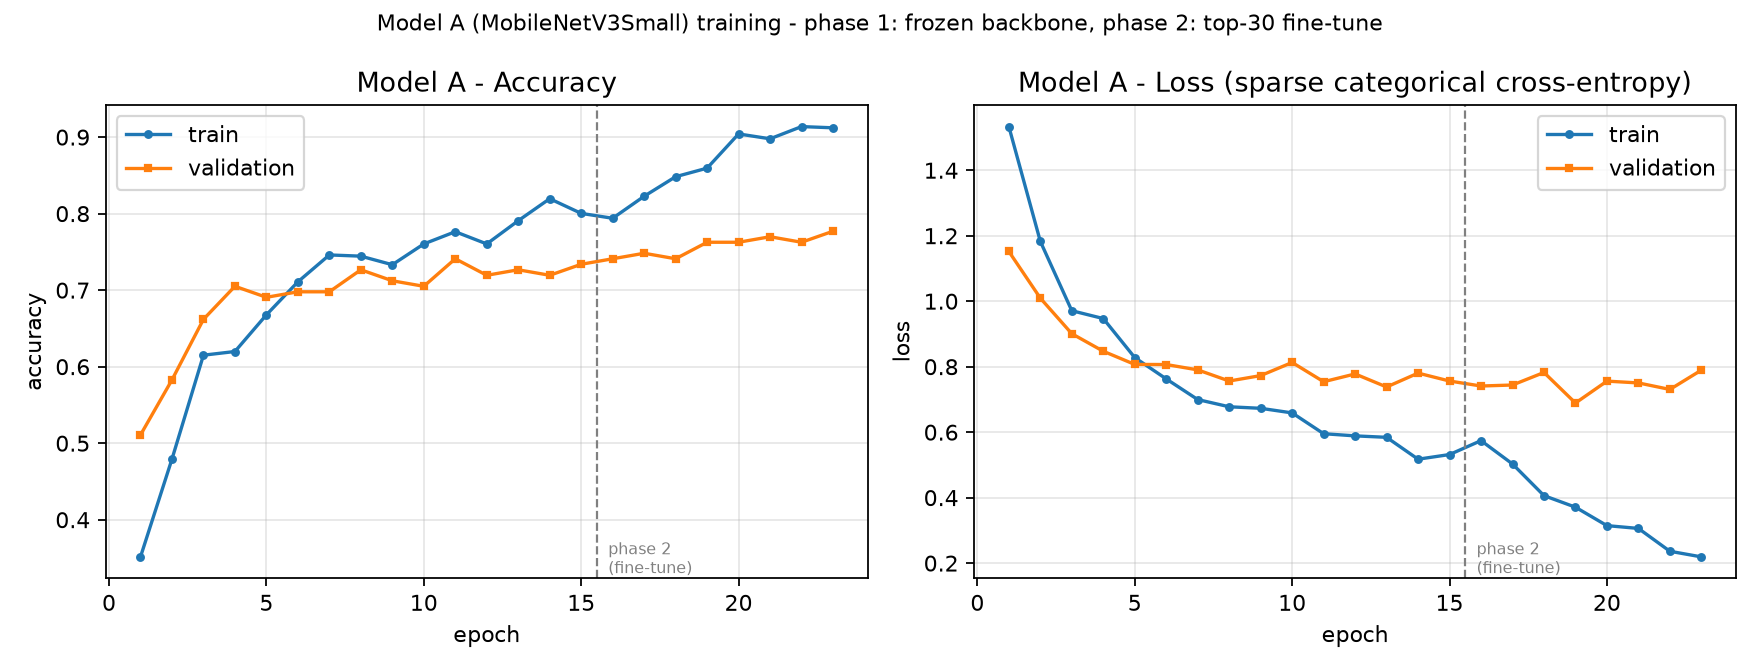 Model A (MobileNetV3Small) training - phase 1: frozen backbone, phase 2: top-30 fine-tune
Model A - Accuracy
train
validation
0.9
0.8
0.7
0.6
0.5
0.4
accuracy
phase 2
(fine-tune)
0
5
10
15
20
epoch
Model A - Loss (sparse categorical cross-entropy)
train
validation
1.4
1.2
1.0
0.8
0.6
0.4
0.2
loss
phase 2
(fine-tune)
0
5
10
15
20
epoch